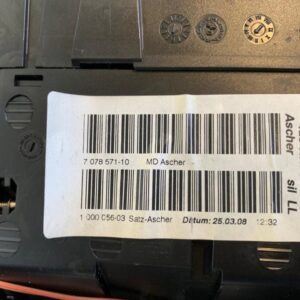 7 078 571-10 MD Ascher
1 000 056-03 Satz-Ascher Datum: 25.03.08 12:32
Ascher
sil LL